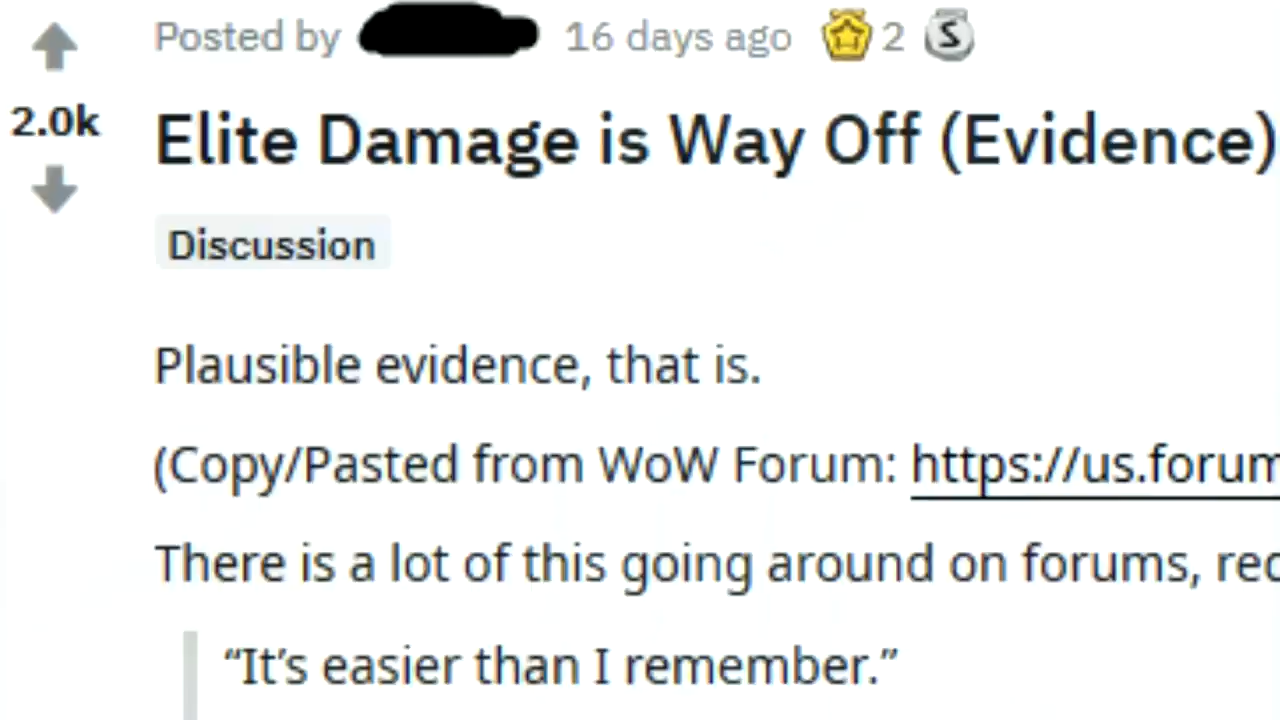 Posted by 16 days ago 2 S
2.0k
Elite Damage is Way Off (Evidence)
Discussion
Plausible evidence, that is.
(Copy/Pasted from WoW Forum: https://us.forum
There is a lot of this going around on forums, rec
“It’s easier than I remember.”